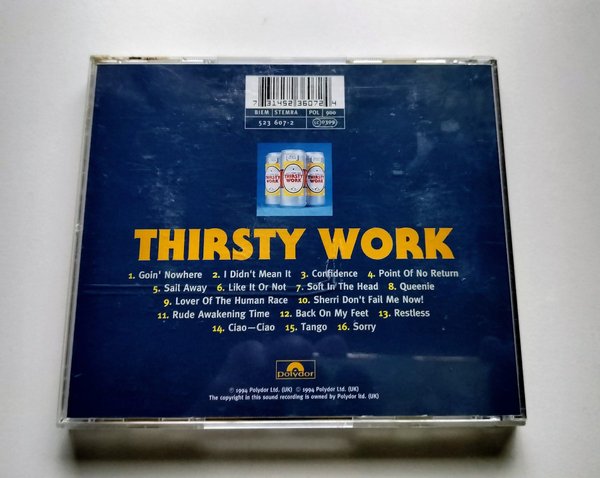 7 31452 36072 4
BIEM STEMRA POL 900
523 607-2 LC 0309
THIRSTY WORK
THIRSTY WORK
1. Goin' Nowhere 2. I Didn't Mean It 3. Confidence 4. Point Of No Return
5. Sail Away 6. Like It Or Not 7. Soft In The Head 8. Queenie
9. Lover Of The Human Race 10. Sherri Don't Fail Me Now!
11. Rude Awakening Time 12. Back On My Feet 13. Restless
14. Ciao—Ciao 15. Tango 16. Sorry
Polydor
℗ 1994 Polydor Ltd. (UK) © 1994 Polydor Ltd. (UK)
The copyright in this sound recording is owned by Polydor ltd. (UK)